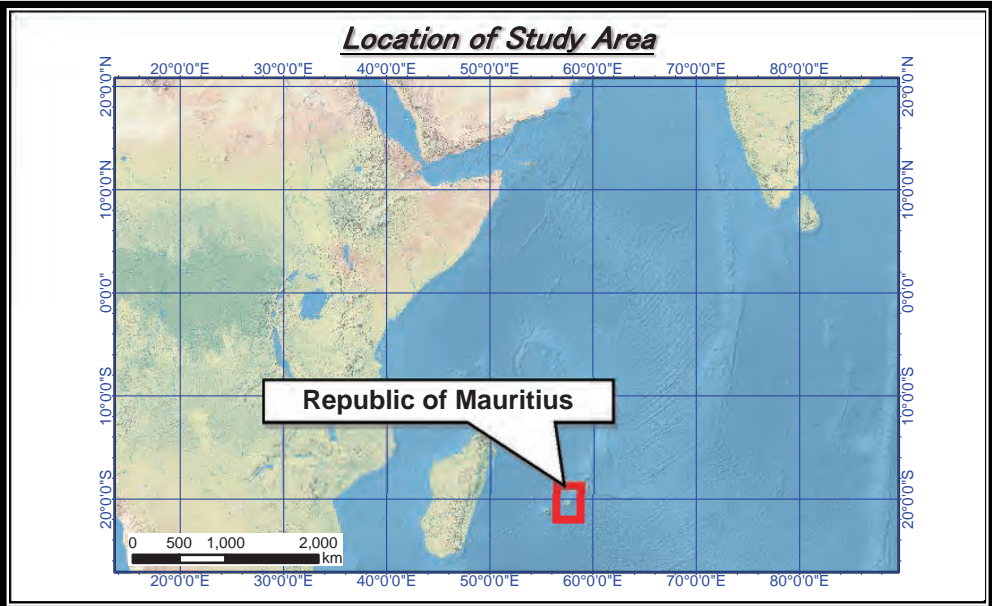 Location of Study Area
20°0'0"E 30°0'0"E 40°0'0"E 50°0'0"E 60°0'0"E 70°0'0"E 80°0'0"E
20°0'0"N 20°0'0"N
10°0'0"N 10°0'0"N
0°0'0" 0°0'0"
10°0'0"S 10°0'0"S
Republic of Mauritius
20°0'0"S 20°0'0"S
0 500 1,000 2,000
km
20°0'0"E 30°0'0"E 40°0'0"E 50°0'0"E 60°0'0"E 70°0'0"E 80°0'0"E